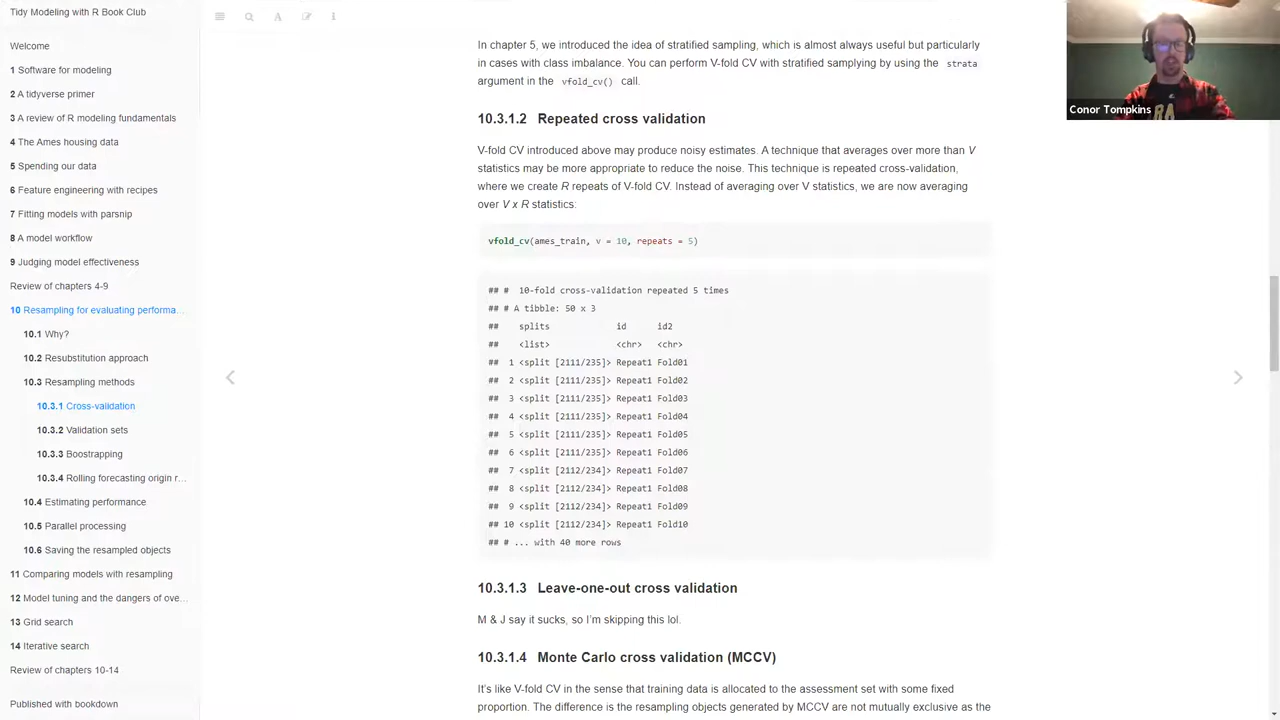 Tidy Modeling with R Book Club
Welcome
1 Software for modeling
2 A tidyverse primer
3 A review of R modeling fundamentals
4 The Ames housing data
5 Spending our data
6 Feature engineering with recipes
7 Fitting models with parsnip
8 A model workflow
9 Judging model effectiveness
Review of chapters 4-9
10 Resampling for evaluating performa...
10.1 Why?
10.2 Resubstitution approach
10.3 Resampling methods
10.3.1 Cross-validation
10.3.2 Validation sets
10.3.3 Boostrapping
10.3.4 Rolling forecasting origin r...
10.4 Estimating performance
10.5 Parallel processing
10.6 Saving the resampled objects
11 Comparing models with resampling
12 Model tuning and the dangers of ove...
13 Grid search
14 Iterative search
Review of chapters 10-14
Published with bookdown
In chapter 5, we introduced the idea of stratified sampling, which is almost always useful but particularly
in cases with class imbalance. You can perform V-fold CV with stratified samplying by using the strata
argument in the vfold_cv() call.
10.3.1.2 Repeated cross validation
V-fold CV introduced above may produce noisy estimates. A technique that averages over more than V
statistics may be more appropriate to reduce the noise. This technique is repeated cross-validation,
where we create R repeats of V-fold CV. Instead of averaging over V statistics, we are now averaging
over V x R statistics:
vfold_cv(ames_train, v = 10, repeats = 5)
## # 10-fold cross-validation repeated 5 times
## # A tibble: 50 x 3
## splits id id2
## <list> <chr> <chr>
## 1 <split [2111/235]> Repeat1 Fold01
## 2 <split [2111/235]> Repeat1 Fold02
## 3 <split [2111/235]> Repeat1 Fold03
## 4 <split [2111/235]> Repeat1 Fold04
## 5 <split [2111/235]> Repeat1 Fold05
## 6 <split [2111/235]> Repeat1 Fold06
## 7 <split [2112/234]> Repeat1 Fold07
## 8 <split [2112/234]> Repeat1 Fold08
## 9 <split [2112/234]> Repeat1 Fold09
## 10 <split [2112/234]> Repeat1 Fold10
## # ... with 40 more rows
10.3.1.3 Leave-one-out cross validation
M & J say it sucks, so I'm skipping this lol.
10.3.1.4 Monte Carlo cross validation (MCCV)
It's like V-fold CV in the sense that training data is allocated to the assessment set with some fixed
proportion. The difference is the resampling objects generated by MCCV are not mutually exclusive as the
Conor Tompkins